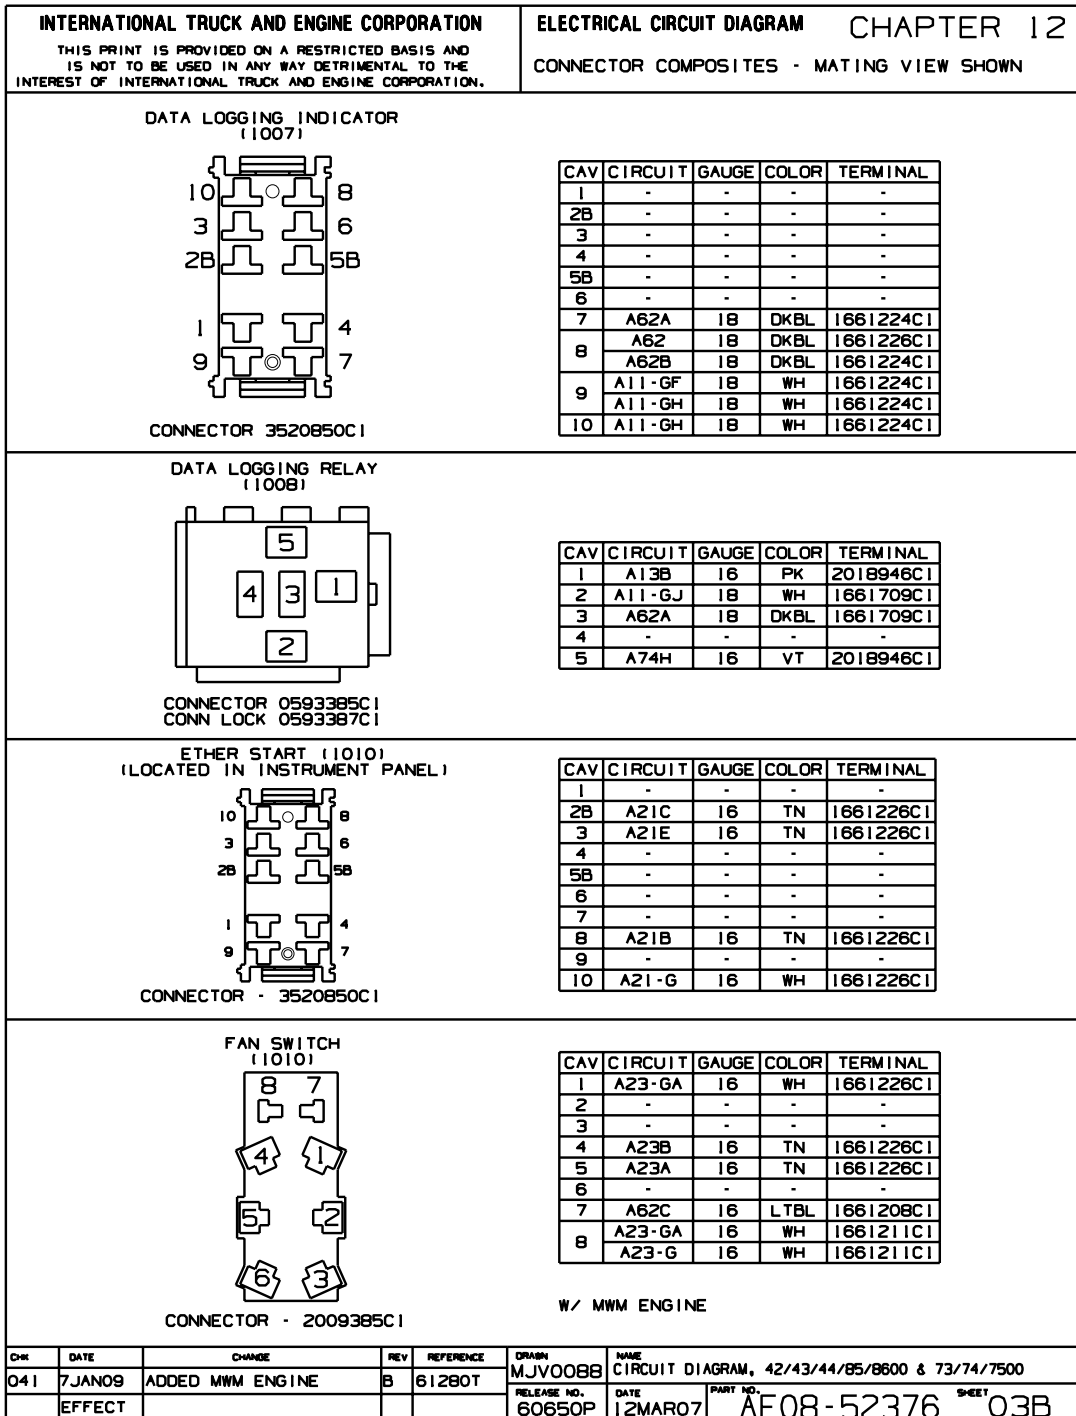 INTERNATIONAL TRUCK AND ENGINE CORPORATION
THIS PRINT IS PROVIDED ON A RESTRICTED BASIS AND
IS NOT TO BE USED IN ANY WAY DETRIMENTAL TO THE
INTEREST OF INTERNATIONAL TRUCK AND ENGINE CORPORATION.
ELECTRICAL CIRCUIT DIAGRAM CHAPTER 12
CONNECTOR COMPOSITES - MATING VIEW SHOWN
DATA LOGGING INDICATOR
(1007)
10 8
3 6
2B 5B
1 4
9 7
CONNECTOR 3520850C1
CAV CIRCUIT GAUGE COLOR TERMINAL
1 - - - -
2B - - - -
3 - - - -
4 - - - -
5B - - - -
6 - - - -
7 A62A 18 DKBL 1661224C1
8 A62 18 DKBL 1661226C1
A62B 18 DKBL 1661224C1
9 A11-GF 18 WH 1661224C1
A11-GH 18 WH 1661224C1
10 A11-GH 18 WH 1661224C1
DATA LOGGING RELAY
(1008)
5
4 3 1
2
CONNECTOR 0593385C1
CONN LOCK 0593387C1
CAV CIRCUIT GAUGE COLOR TERMINAL
1 A13B 16 PK 2018946C1
2 A11-GJ 18 WH 1661709C1
3 A62A 18 DKBL 1661709C1
4 - - - -
5 A74H 16 VT 2018946C1
ETHER START (1010)
(LOCATED IN INSTRUMENT PANEL)
10 8
3 6
2B 5B
1 4
9 7
CONNECTOR - 3520850C1
CAV CIRCUIT GAUGE COLOR TERMINAL
1 - - - -
2B A21C 16 TN 1661226C1
3 A21E 16 TN 1661226C1
4 - - - -
5B - - - -
6 - - - -
7 - - - -
8 A21B 16 TN 1661226C1
9 - - - -
10 A21-G 16 WH 1661226C1
FAN SWITCH
(1010)
8 7
4 1
5 2
6 3
CONNECTOR - 2009385C1
CAV CIRCUIT GAUGE COLOR TERMINAL
1 A23-GA 16 WH 1661226C1
2 - - - -
3 - - - -
4 A23B 16 TN 1661226C1
5 A23A 16 TN 1661226C1
6 - - - -
7 A62C 16 LTBL 1661208C1
8 A23-GA 16 WH 1661211C1
A23-G 16 WH 1661211C1
W/ MWM ENGINE
CHK DATE CHANGE REV REFERENCE
041 7JAN09 ADDED MWM ENGINE B 61280T
EFFECT
DRAWN MJV0088
NAME CIRCUIT DIAGRAM, 42/43/44/85/8600 & 73/74/7500
RELEASE NO. 60650P
DATE 12MAR07
PART NO. AE08-52376
SHEET 03B